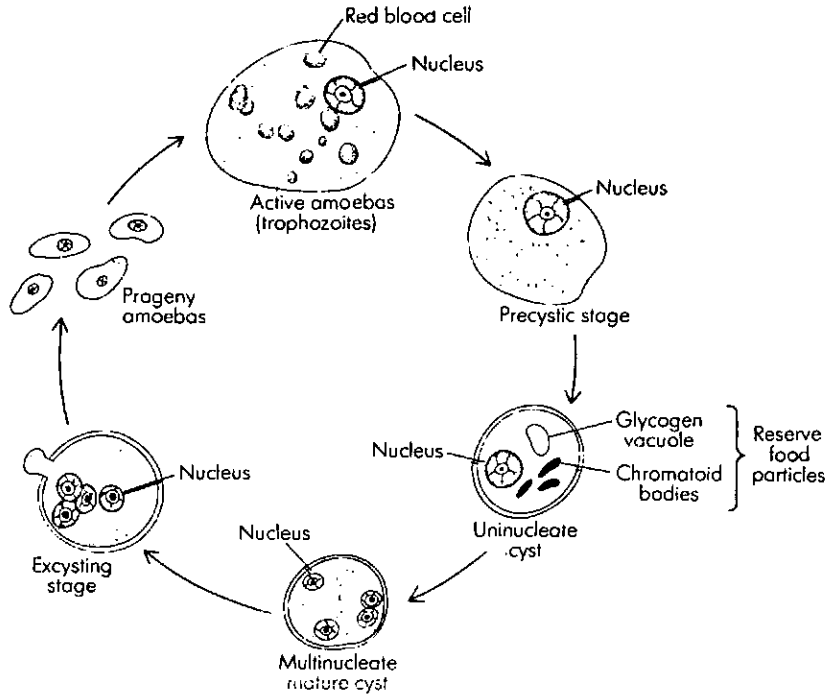 Red blood cell
Nucleus
Active amoebas
(trophozoites)
Nucleus
Precystic stage
Progeny
amoebas
Glycogen
vacuole
Nucleus
Chromatoid
bodies
Reserve
food
particles
Uninucleate
cyst
Nucleus
Excysting
stage
Nucleus
Multinucleate
mature cyst